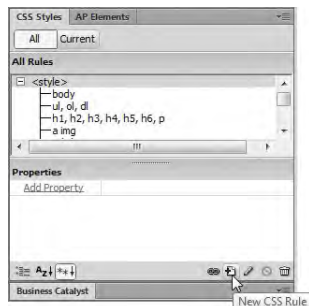 CSS Styles AP Elements
All Current
All Rules
<style>
body
ul, ol, dl
h1, h2, h3, h4, h5, h6, p
a img
Properties
Add Property
Az↓ **↓
Business Catalyst
New CSS Rule